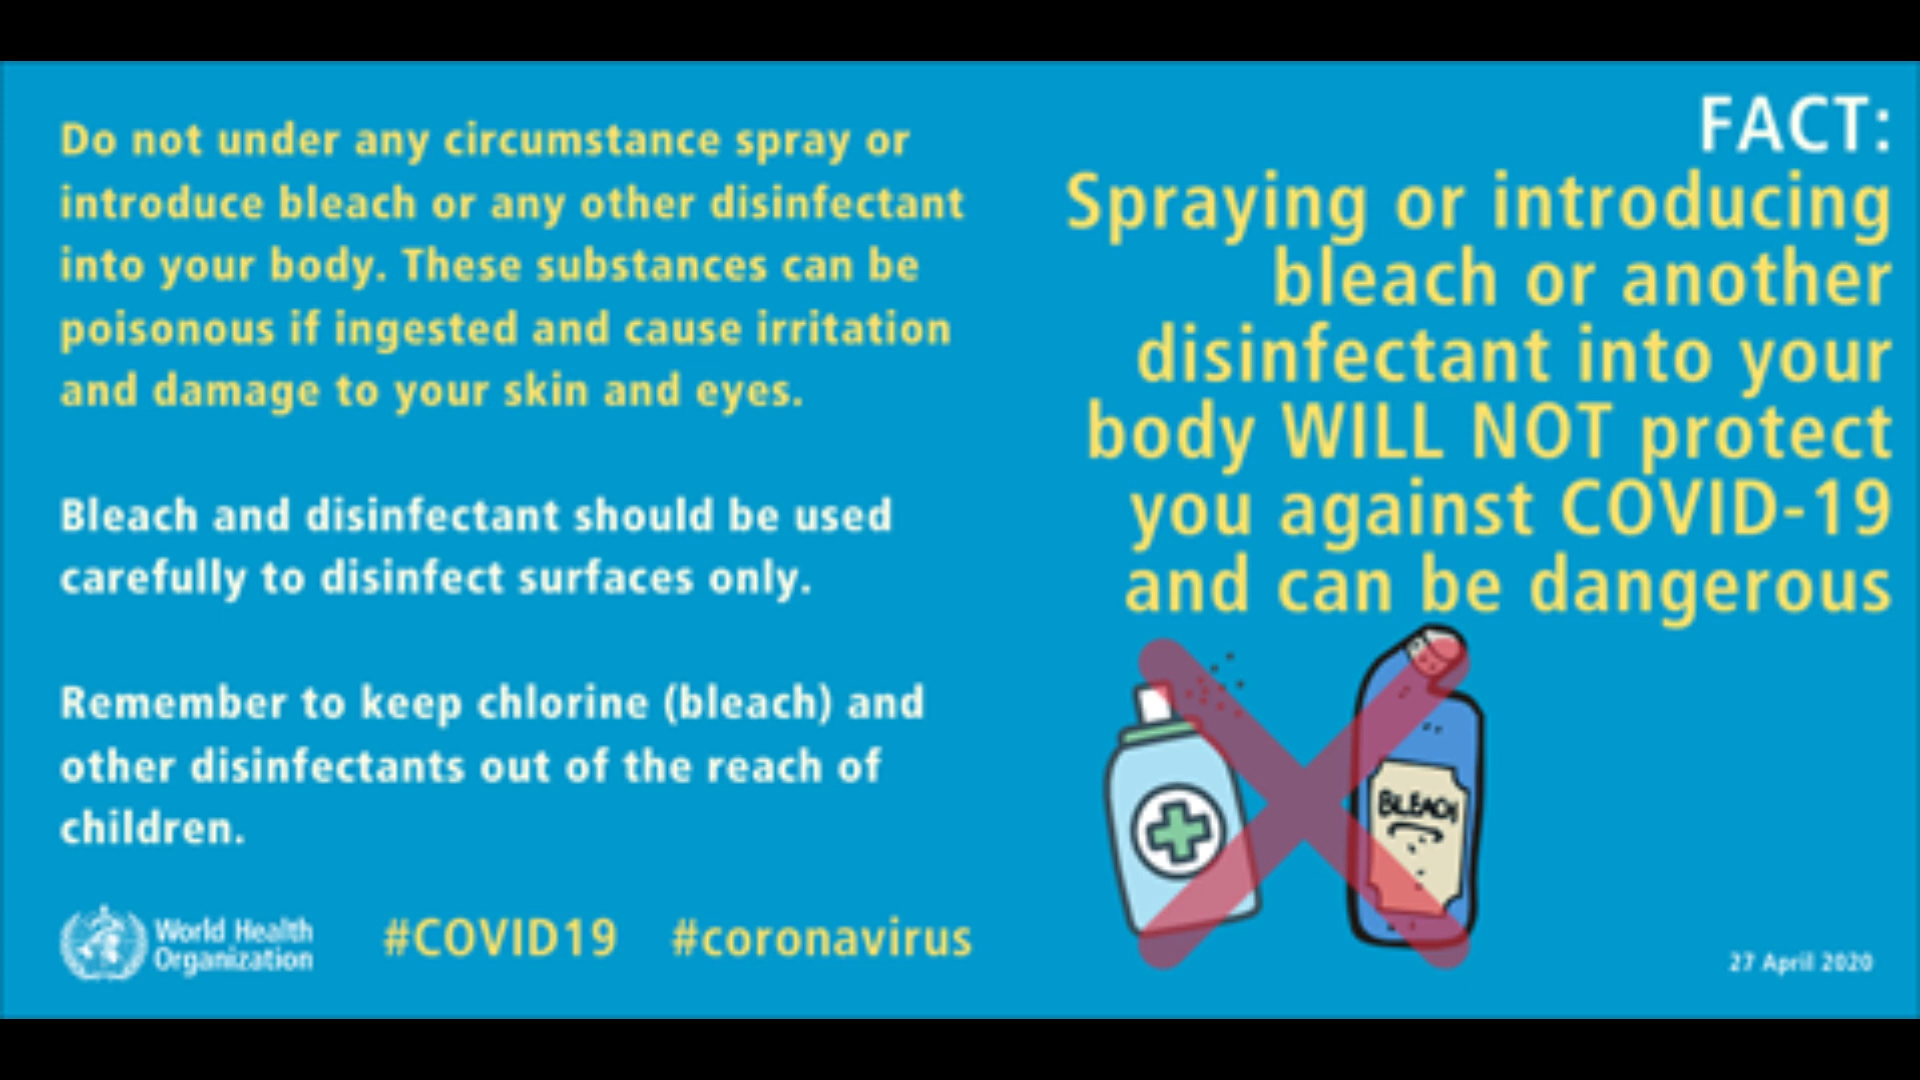 Do not under any circumstance spray or
introduce bleach or any other disinfectant
into your body. These substances can be
poisonous if ingested and cause irritation
and damage to your skin and eyes.
Bleach and disinfectant should be used
carefully to disinfect surfaces only.
Remember to keep chlorine (bleach) and
other disinfectants out of the reach of
children.
World Health
Organization
#COVID19 #coronavirus
FACT:
Spraying or introducing
bleach or another
disinfectant into your
body WILL NOT protect
you against COVID-19
and can be dangerous
BLEACH
27 April 2020